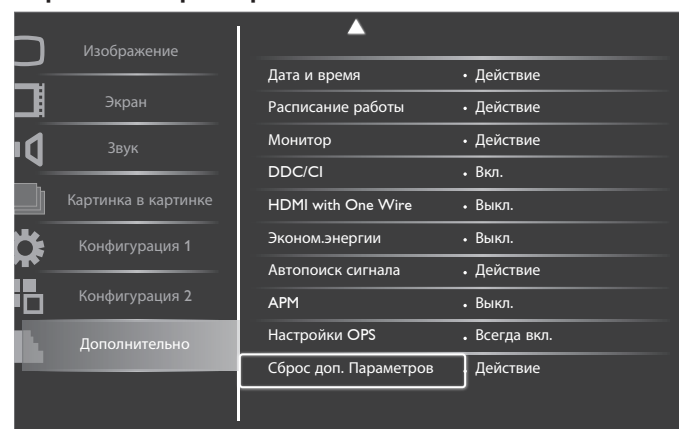 Изображение
Экран
Звук
Картинка в картинке
Конфигурация 1
Конфигурация 2
Дополнительно
Дата и время • Действие
Расписание работы • Действие
Монитор • Действие
DDC/CI • Вкл.
HDMI with One Wire • Выкл.
Эконом.энергии • Выкл.
Автопоиск сигнала • Действие
APM • Выкл.
Настройки OPS • Всегда вкл.
Сброс доп. Параметров • Действие